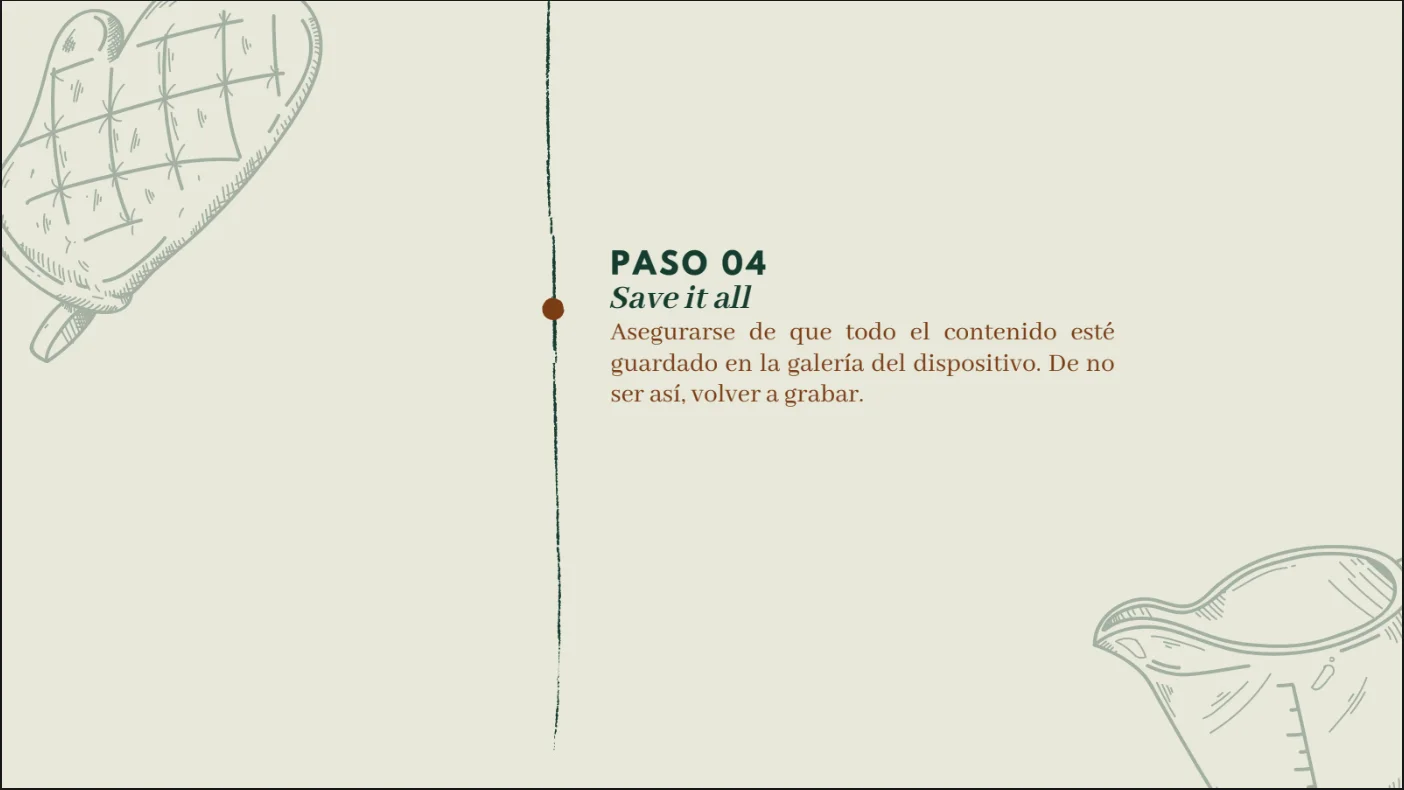 PASO 04
Save it all
Asegurarse de que todo el contenido esté
guardado en la galería del dispositivo. De no
ser así, volver a grabar.